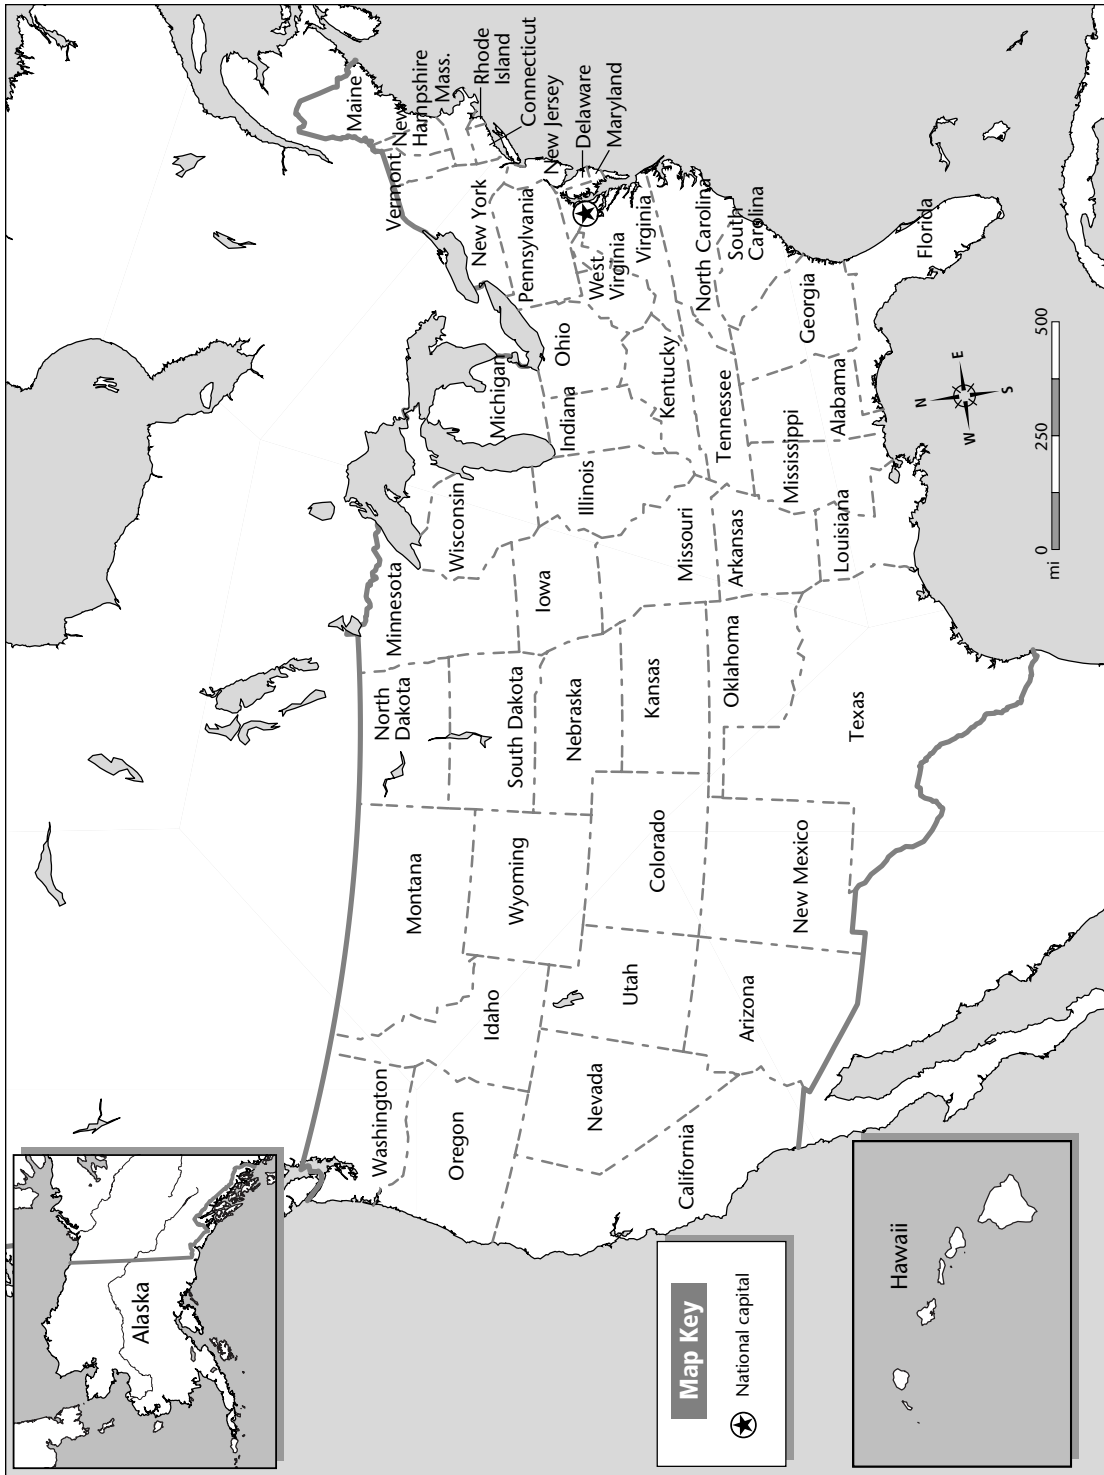 Alaska
Washington
Oregon
California
Nevada
Idaho
Montana
Wyoming
Utah
Arizona
Colorado
New Mexico
North
Dakota
South Dakota
Nebraska
Kansas
Oklahoma
Texas
Minnesota
Iowa
Missouri
Arkansas
Louisiana
Wisconsin
Illinois
Michigan
Indiana
Ohio
Kentucky
Tennessee
Mississippi
Alabama
Georgia
Florida
South
Carolina
North Carolina
Virginia
West
Virginia
Pennsylvania
New York
Vermont
New
Hampshire
Maine
Mass.
Rhode
Island
Connecticut
New Jersey
Delaware
Maryland
Map Key
National capital
Hawaii
N
E
S
W
0
250
500
mi